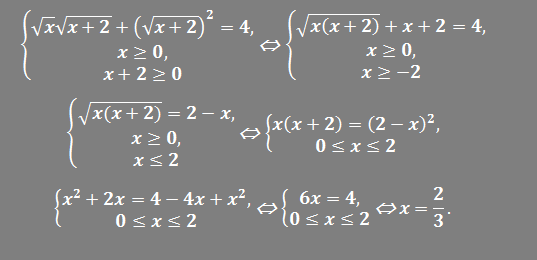 {√x√x + 2 + (√x + 2)² = 4, x ≥ 0, x + 2 ≥ 0 ⇔ {√x(x + 2) + x + 2 = 4, x ≥ 0, x ≥ −2
{√x(x + 2) = 2 − x, x ≥ 0, x ≤ 2 ⇔ {x(x + 2) = (2 − x)², 0 ≤ x ≤ 2
{x² + 2x = 4 − 4x + x², 0 ≤ x ≤ 2 ⇔ {6x = 4, 0 ≤ x ≤ 2 ⇔ x = 2/3.